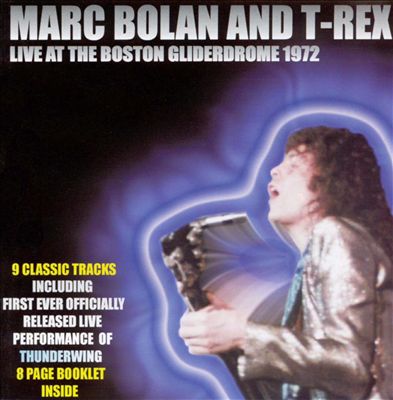 MARC BOLAN AND T-REX
LIVE AT THE BOSTON GLIDERDROME 1972
9 CLASSIC TRACKS
INCLUDING
FIRST EVER OFFICIALLY
RELEASED LIVE
PERFORMANCE OF
THUNDERWING
8 PAGE BOOKLET
INSIDE